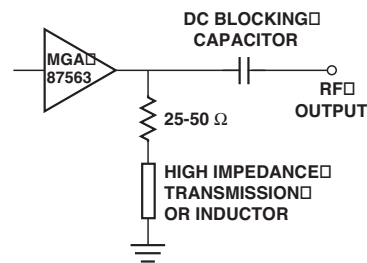 DC BLOCKING□
CAPACITOR
MGA□
87563
RF□
OUTPUT
25-50 Ω
HIGH IMPEDANCE□
TRANSMISSION□
OR INDUCTOR